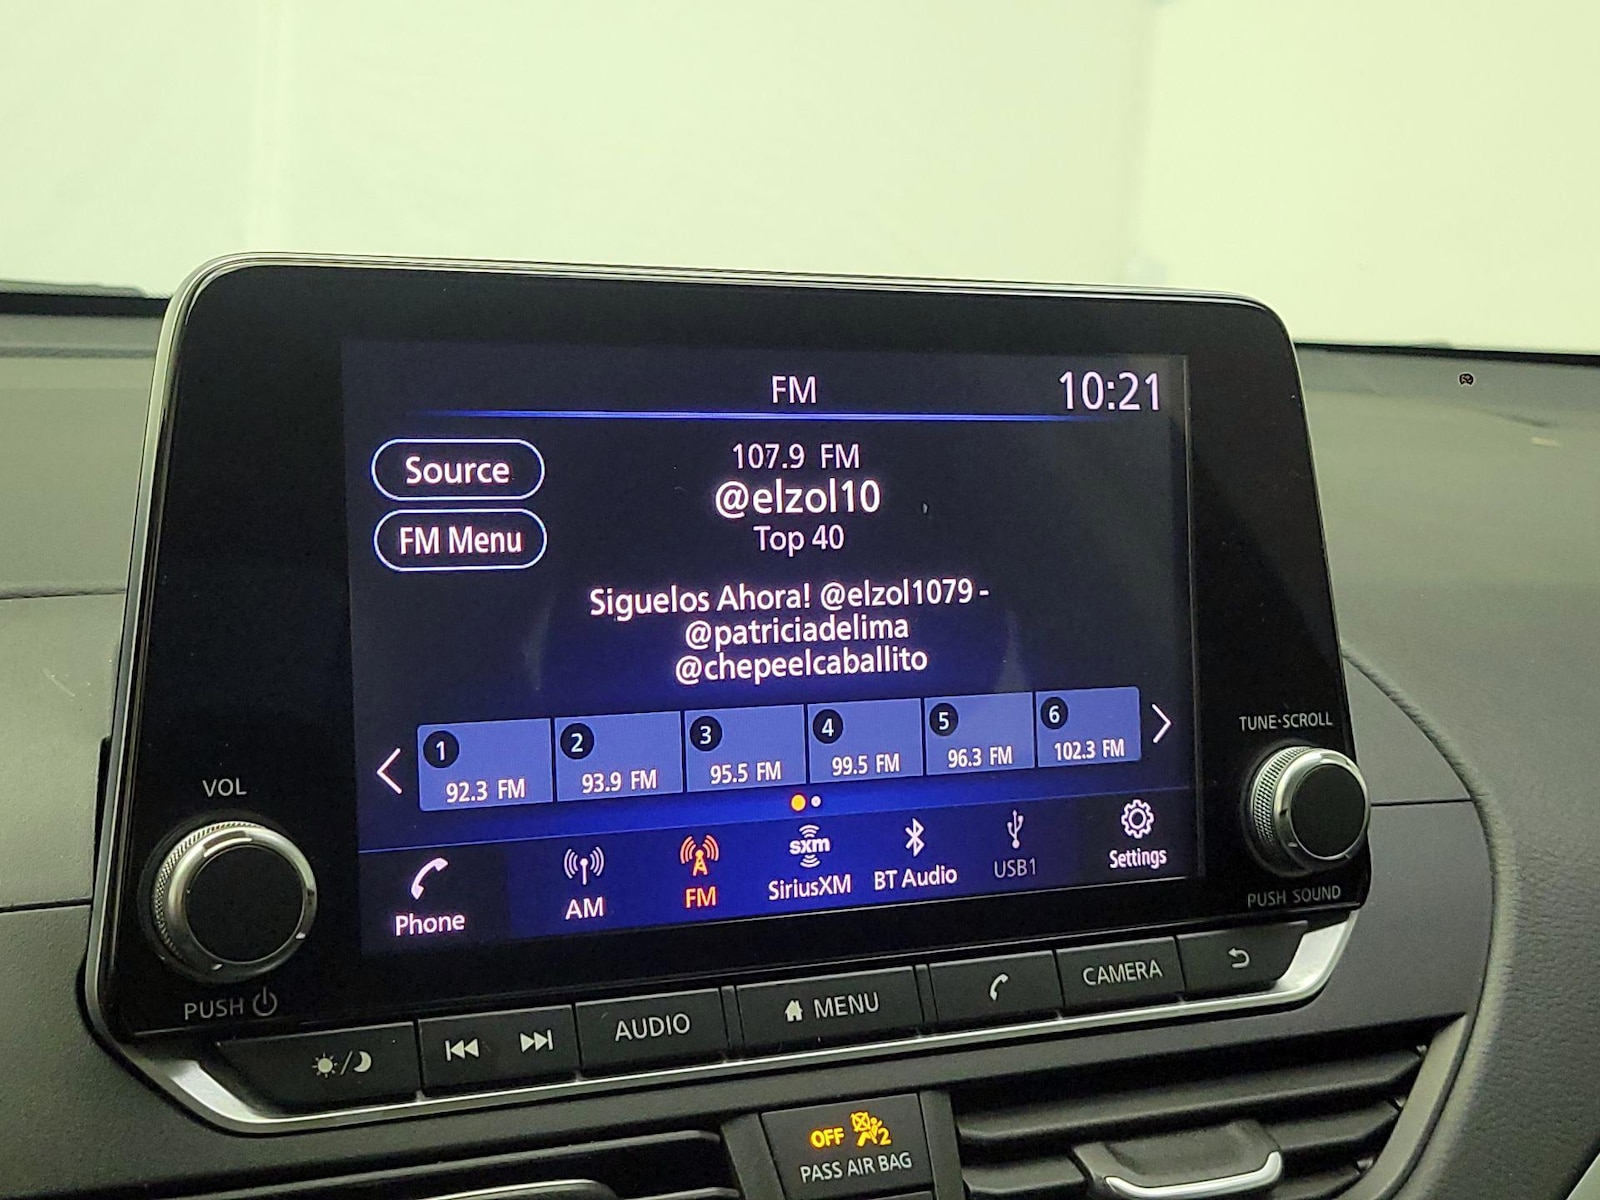 FM
10:21
Source
107.9 FM
@elzol10
FM Menu
Top 40
Siguelos Ahora! @elzol1079 -
@patriciadelima
@chepeelcaballito
1
92.3 FM
2
93.9 FM
3
95.5 FM
4
99.5 FM
5
96.3 FM
6
102.3 FM
Phone
AM
FM
sxm
SiriusXM
BT Audio
USB1
Settings
VOL
PUSH
TUNE·SCROLL
PUSH SOUND
AUDIO
MENU
CAMERA
OFF
2
PASS AIR BAG